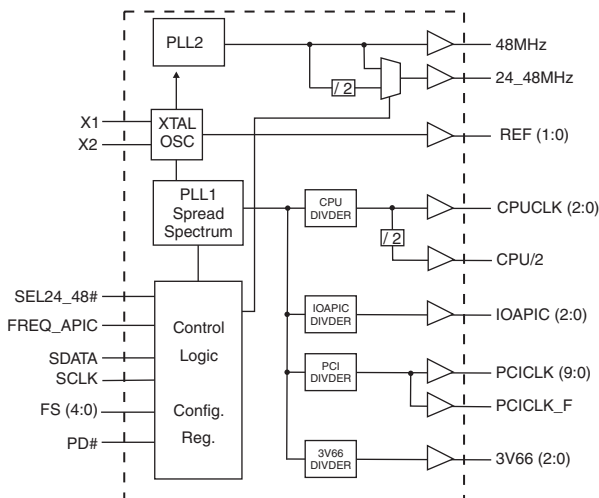 PLL2
48MHz
/ 2
24_48MHz
X1
X2
XTAL
OSC
REF (1:0)
PLL1
Spread
Spectrum
CPU
DIVDER
CPUCLK (2:0)
/ 2
CPU/2
SEL24_48#
FREQ_APIC
SDATA
SCLK
FS (4:0)
PD#
Control
Logic
Config.
Reg.
IOAPIC
DIVDER
IOAPIC (2:0)
PCI
DIVDER
PCICLK (9:0)
PCICLK_F
3V66
DIVDER
3V66 (2:0)